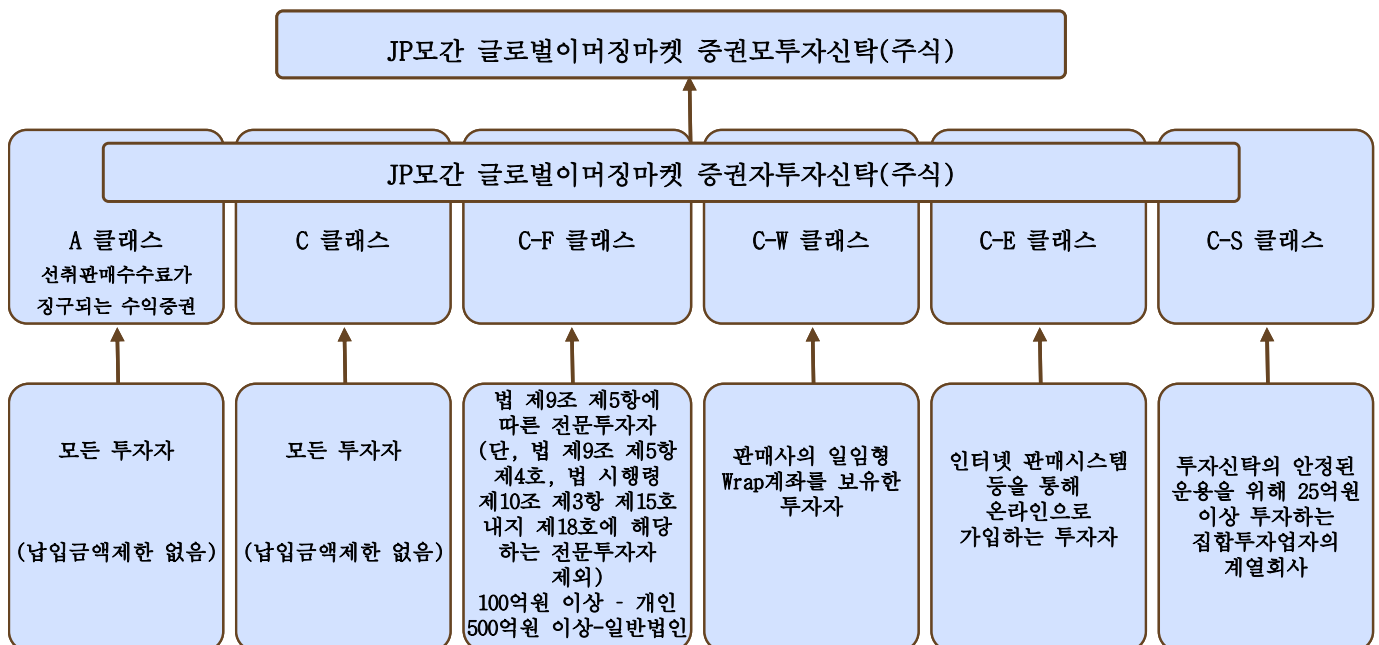 JP모간 글로벌이머징마켓 증권모투자신탁(주식)
JP모간 글로벌이머징마켓 증권자투자신탁(주식)
A 클래스
선취판매수수료가
징구되는 수익증권
C 클래스
C-F 클래스
C-W 클래스
C-E 클래스
C-S 클래스
모든 투자자
(납입금액제한 없음)
모든 투자자
(납입금액제한 없음)
법 제9조 제5항에
따른 전문투자자
(단, 법 제9조 제5항
제4호, 법 시행령
제10조 제3항 제15호
내지 제18호에 해당
하는 전문투자자
제외)
100억원 이상 - 개인
500억원 이상-일반법인
판매사의 일임형
Wrap계좌를 보유한
투자자
인터넷 판매시스템
등을 통해
온라인으로
가입하는 투자자
투자신탁의 안정된
운용을 위해 25억원
이상 투자하는
집합투자업자의
계열회사